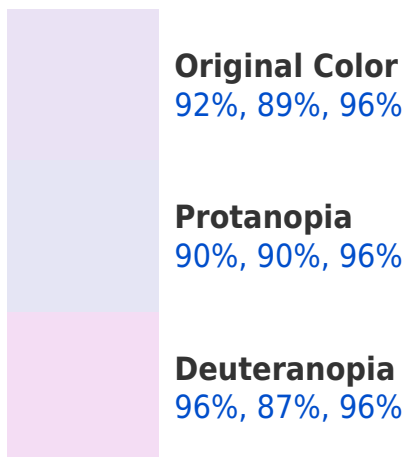 Original Color
92%, 89%, 96%
Protanopia
90%, 90%, 96%
Deuteranopia
96%, 87%, 96%